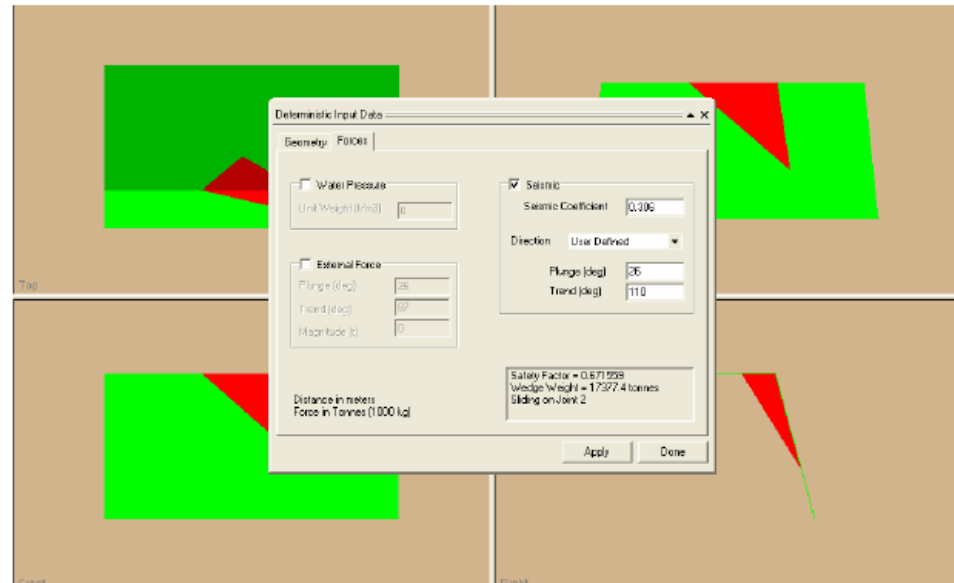 Deterministic Input Data
Geometry Forces
Water Pressure
Unit Weight (t/m3) 0
External Force
Plunge (deg) 26
Trend (deg) 87
Magnitude (t) 0
Seismic
Seismic Coefficient 0.306
Direction User Defined
Plunge (deg) 26
Trend (deg) 110
Safety Factor = 0.671559
Wedge Weight = 17377.4 tonnes
Sliding on Joint 2
Distance in meters
Force in Tonnes (1000 kg)
Apply Done
Top
Front
Right